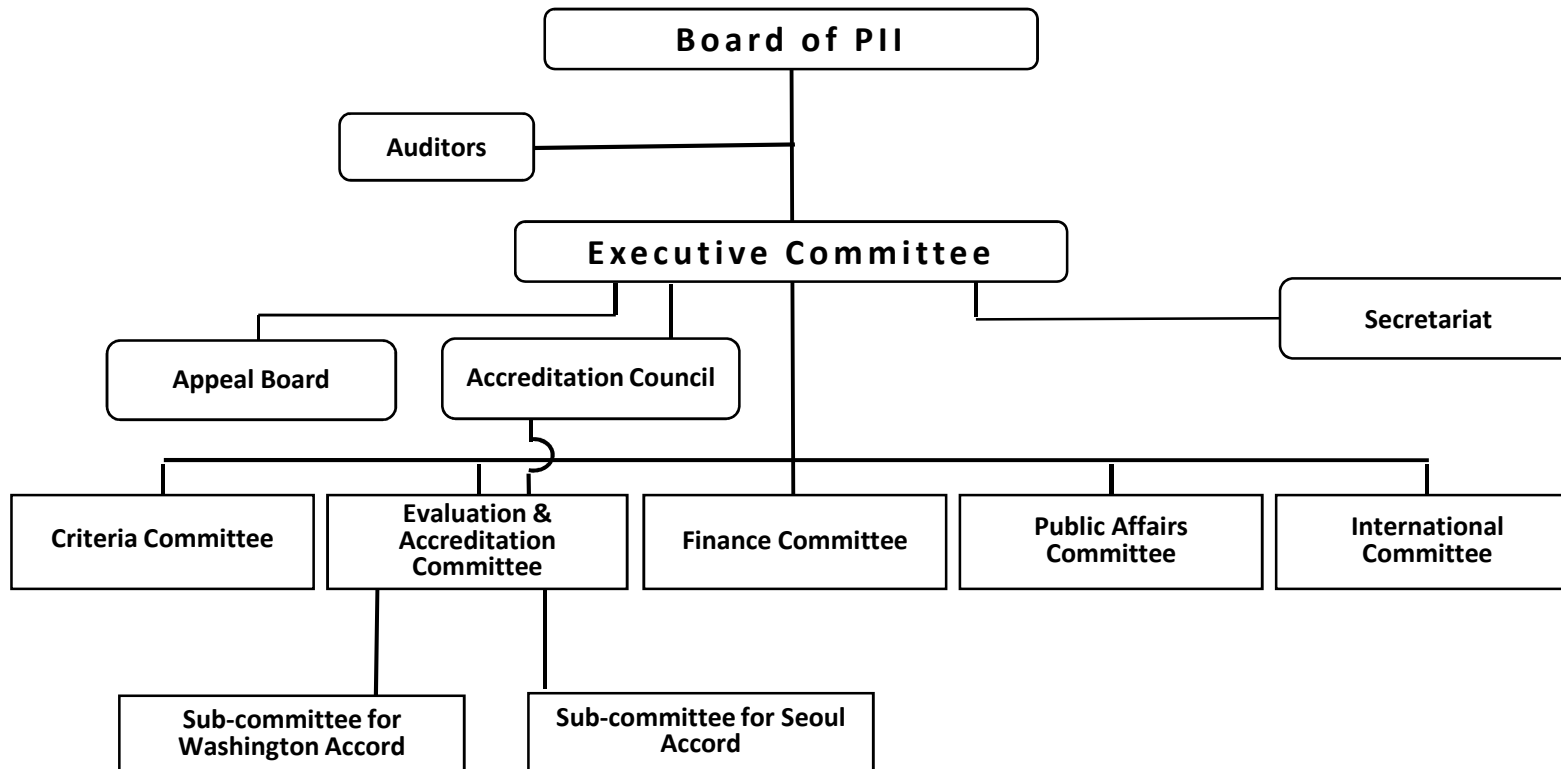 Board of PII
Auditors
Executive Committee
Secretariat
Appeal Board
Accreditation Council
Criteria Committee
Evaluation &
Accreditation
Committee
Finance Committee
Public Affairs
Committee
International
Committee
Sub-committee for
Washington Accord
Sub-committee for Seoul
Accord